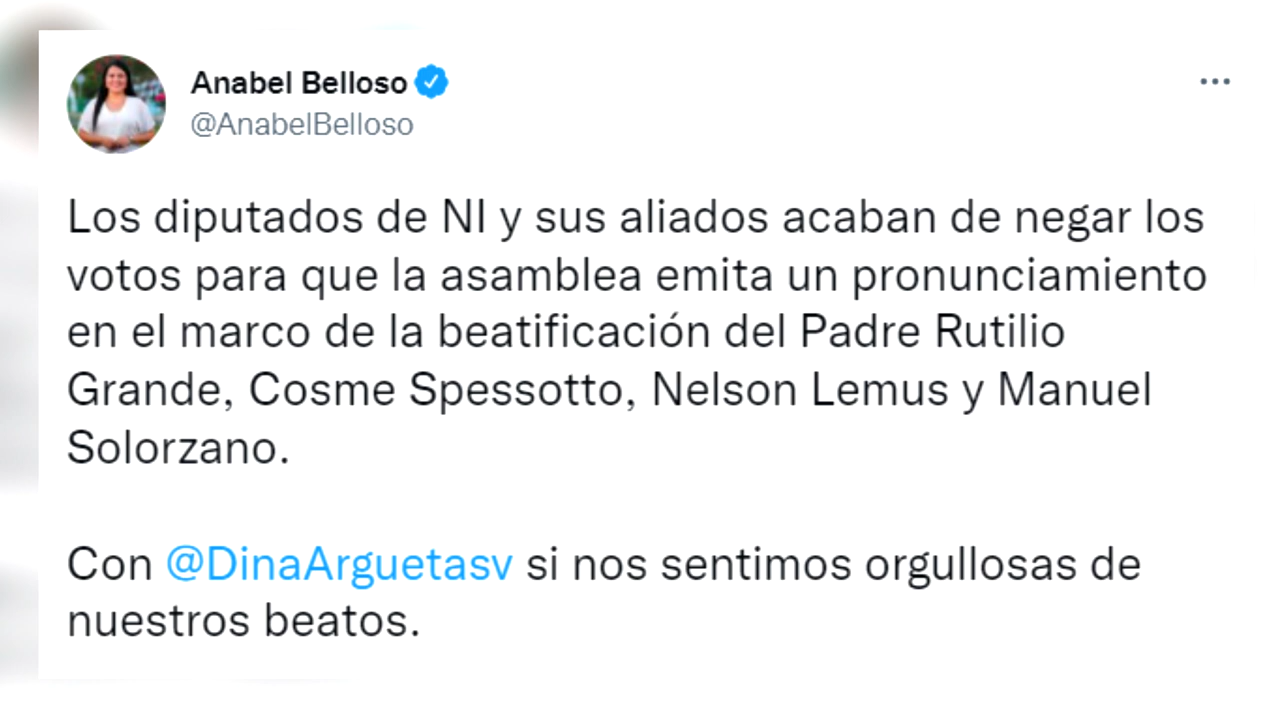 Anabel Belloso
@AnabelBelloso
Los diputados de NI y sus aliados acaban de negar los
votos para que la asamblea emita un pronunciamiento
en el marco de la beatificación del Padre Rutilio
Grande, Cosme Spessotto, Nelson Lemus y Manuel
Solorzano.
Con @DinaArguetasv si nos sentimos orgullosas de
nuestros beatos.